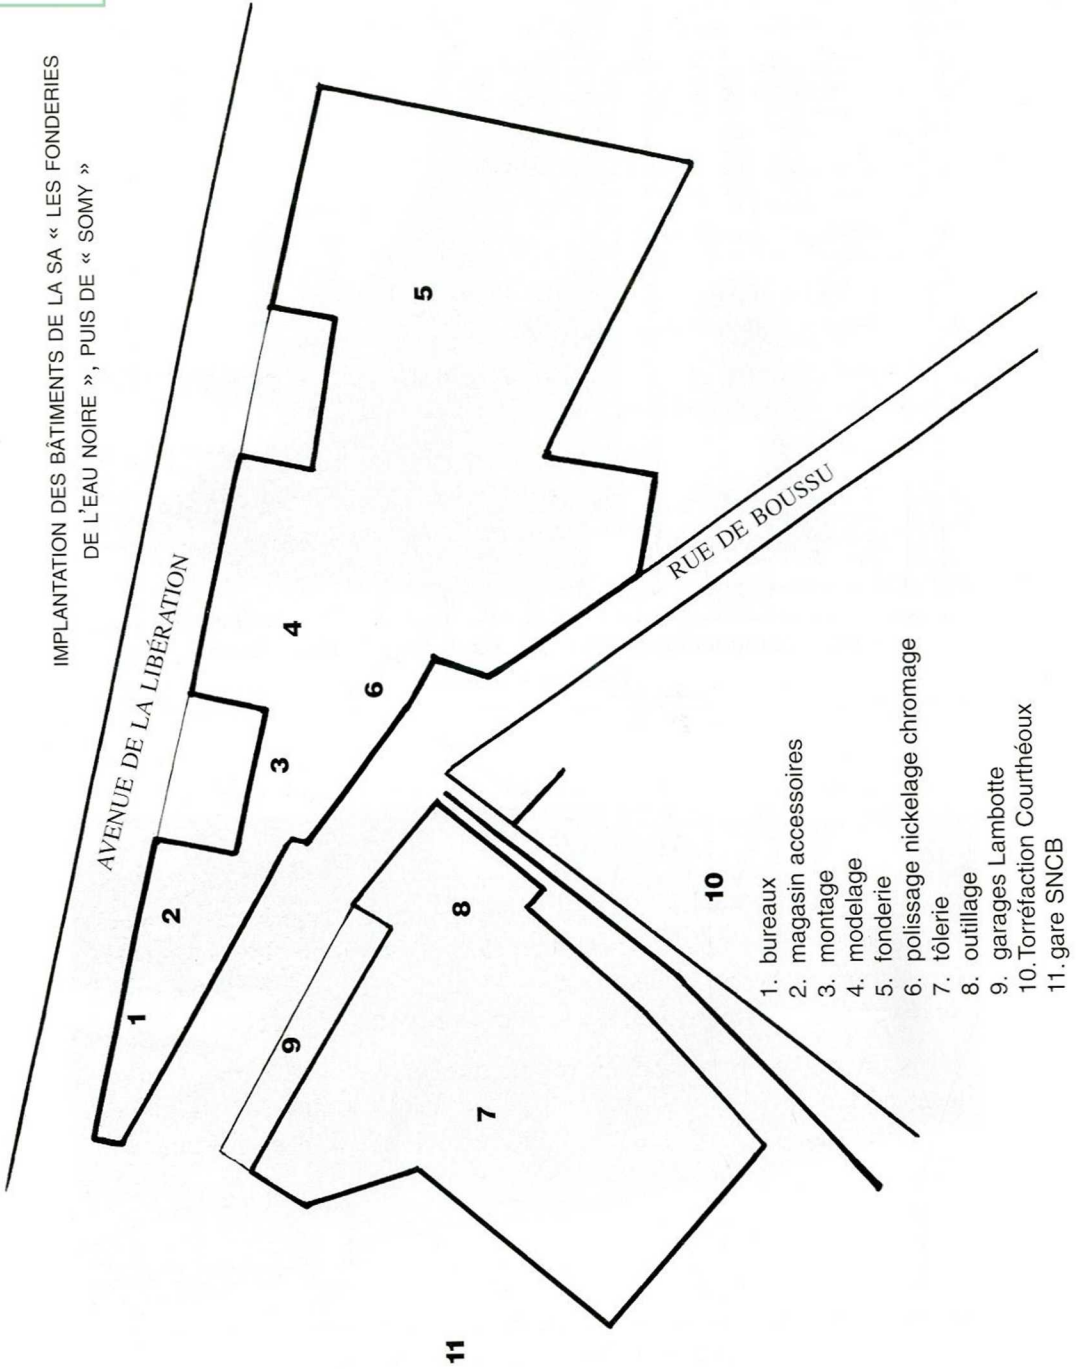 IMPLANTATION DES BÂTIMENTS DE LA SA « LES FONDERIES
DE L'EAU NOIRE », PUIS DE « SOMY »
AVENUE DE LA LIBÉRATION
RUE DE BOUSSU
1
2
3
4
5
6
7
8
9
10
11
1. bureaux
2. magasin accessoires
3. montage
4. modelage
5. fonderie
6. polissage nickelage chromage
7. tôlerie
8. outillage
9. garages Lambotte
10. Torréfaction Courthéoux
11. gare SNCB